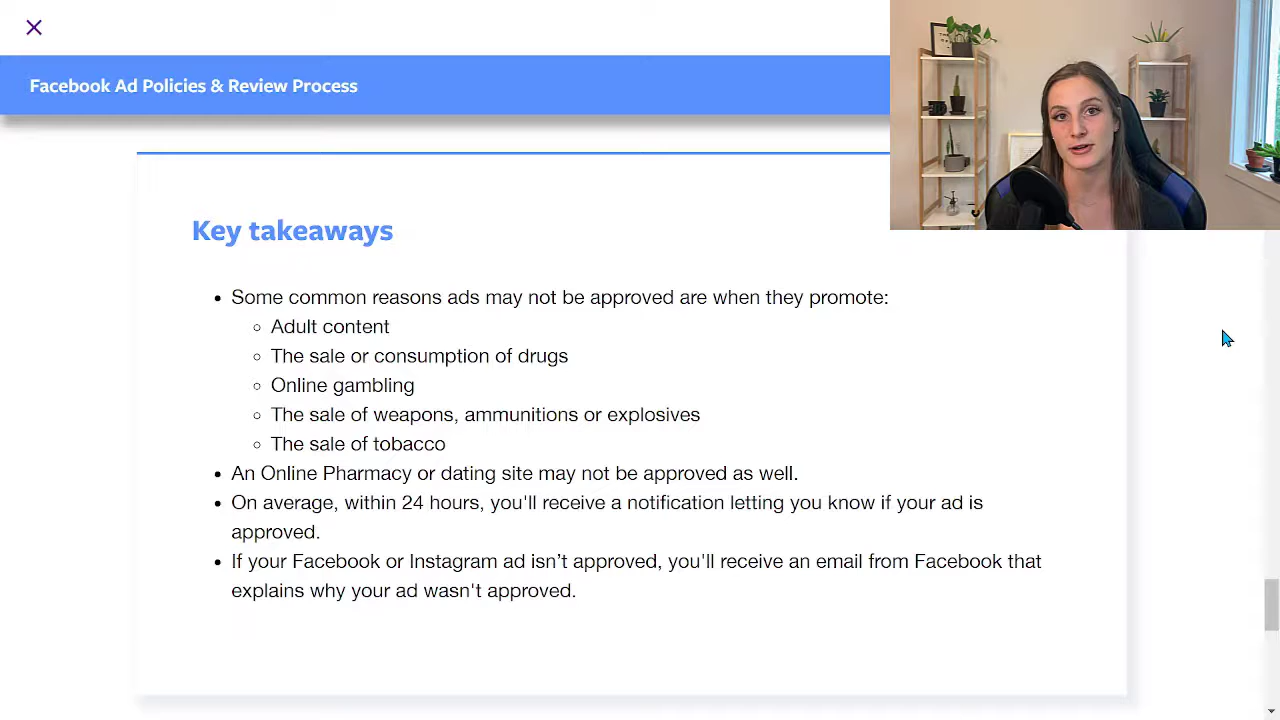 Facebook Ad Policies & Review Process
Key takeaways
• Some common reasons ads may not be approved are when they promote:
◦ Adult content
◦ The sale or consumption of drugs
◦ Online gambling
◦ The sale of weapons, ammunitions or explosives
◦ The sale of tobacco
• An Online Pharmacy or dating site may not be approved as well.
• On average, within 24 hours, you'll receive a notification letting you know if your ad is
approved.
• If your Facebook or Instagram ad isn’t approved, you'll receive an email from Facebook that
explains why your ad wasn't approved.